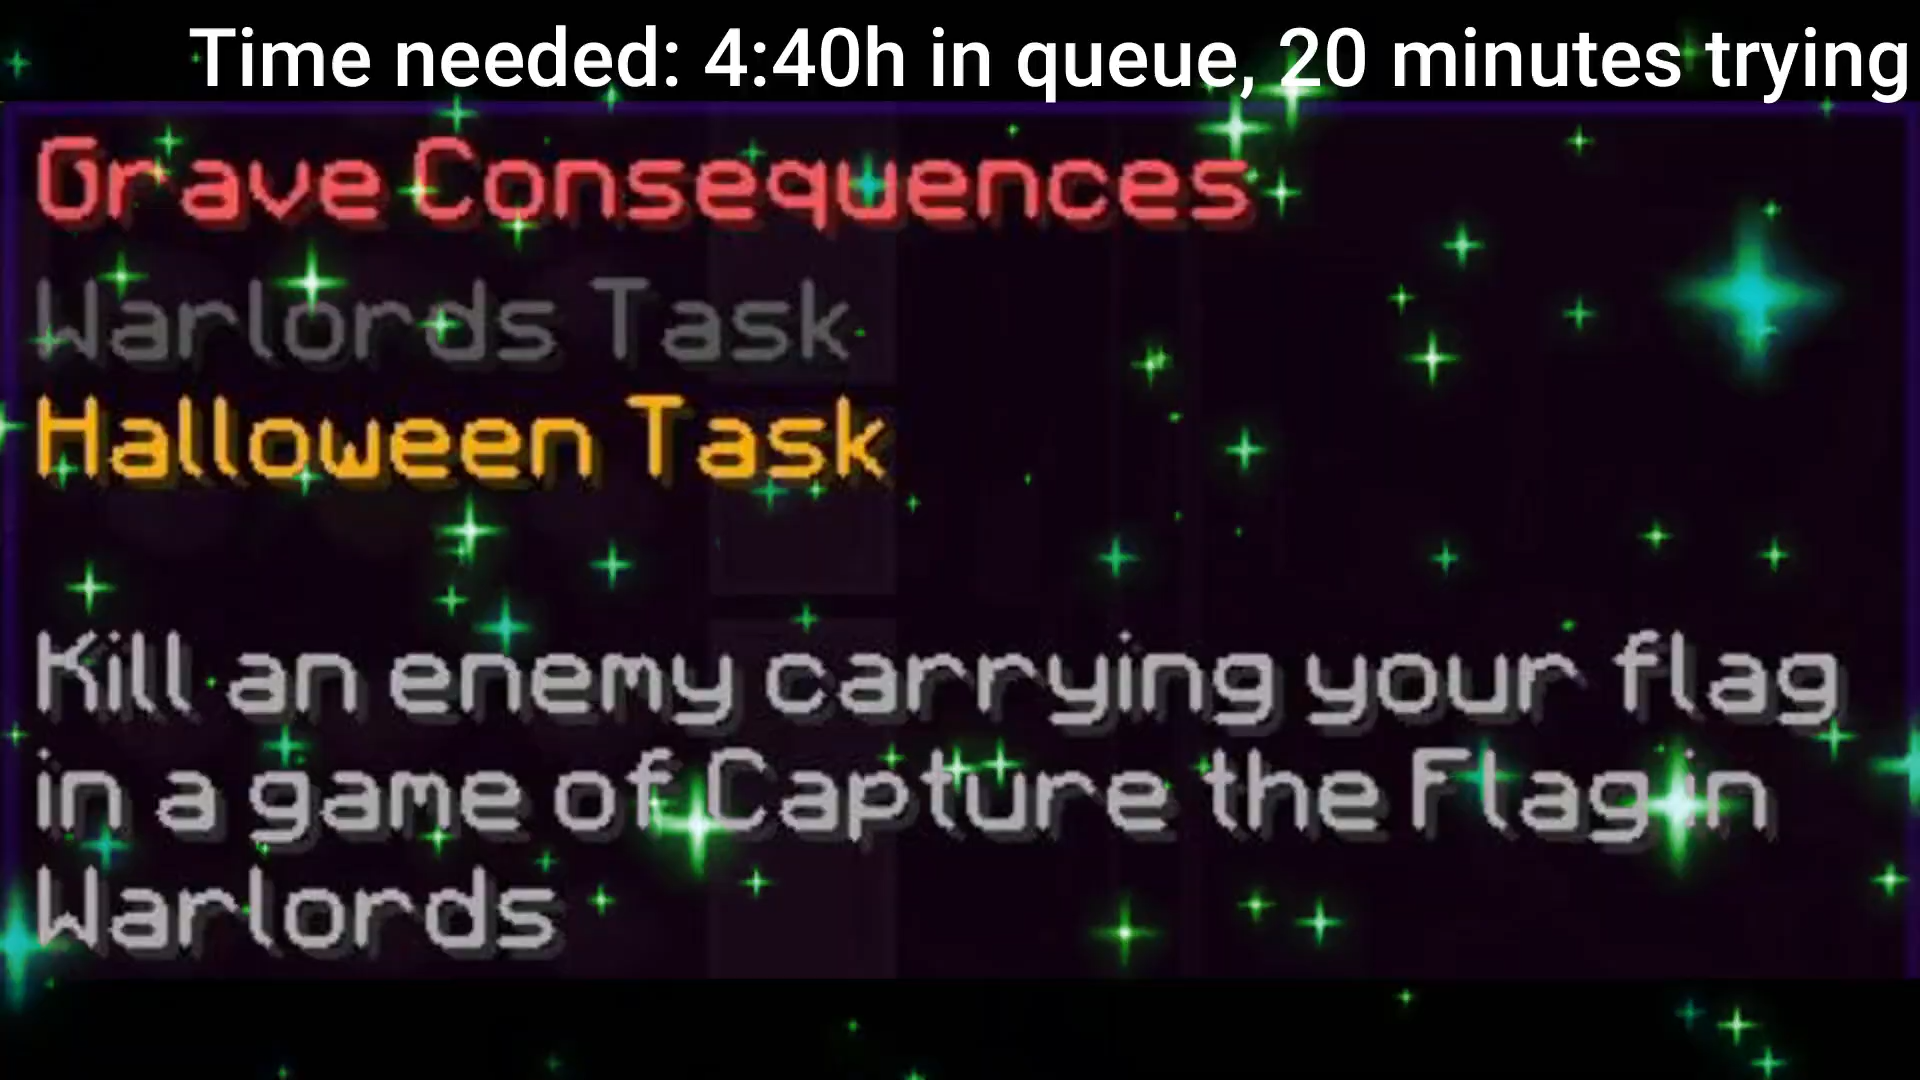 Time needed: 4:40h in queue, 20 minutes trying
Grave Consequences
Warlords Task
Halloween Task
Kill an enemy carrying your flag
in a game of Capture the Flag in
Warlords